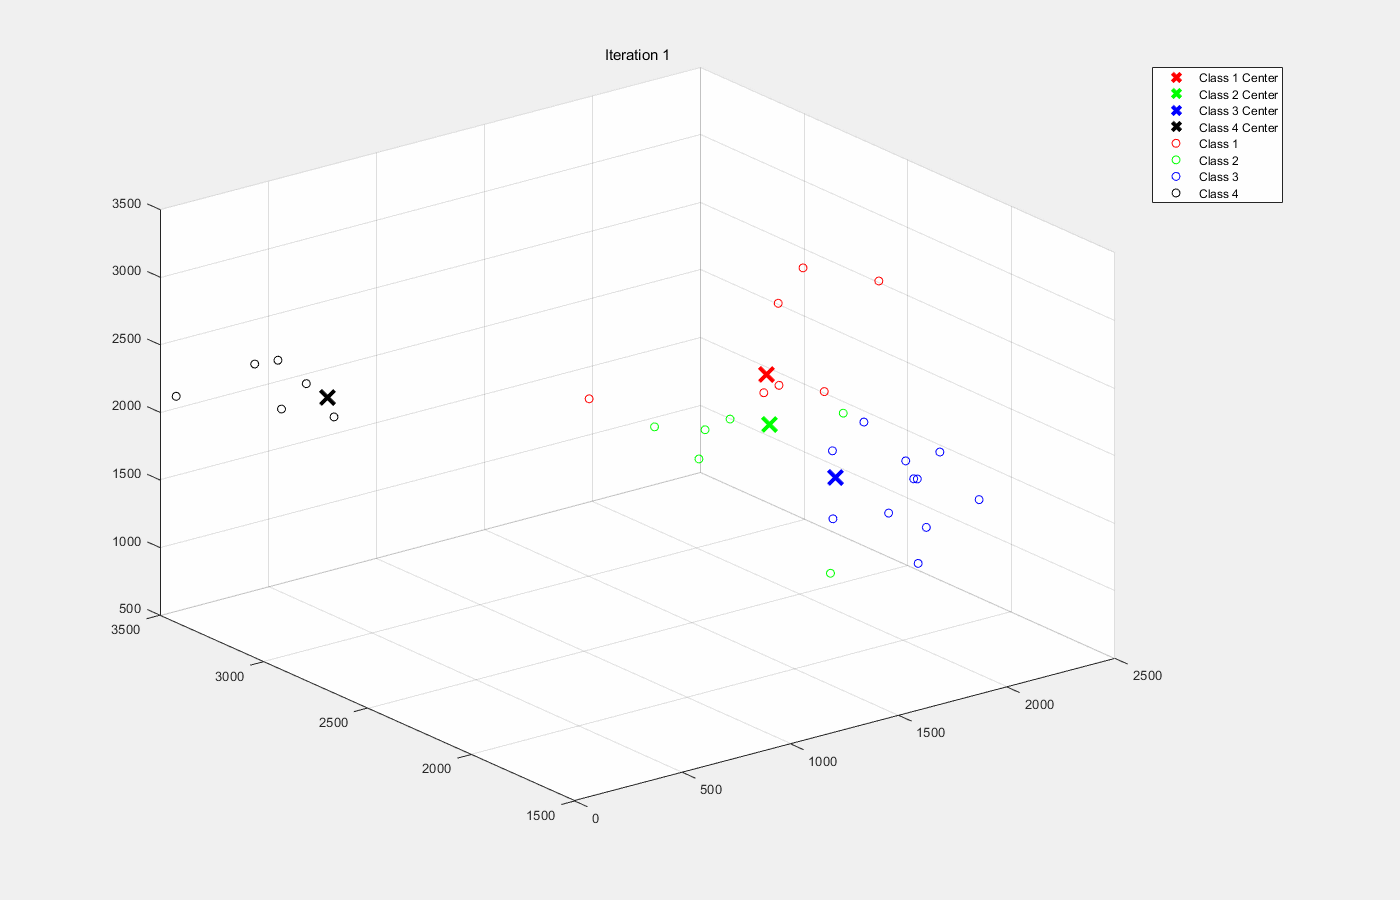 Iteration 1
Class 1 Center
Class 2 Center
Class 3 Center
Class 4 Center
Class 1
Class 2
Class 3
Class 4
3500
3000
2500
2000
1500
1000
500
3500
3000
2500
2000
1500
0
500
1000
1500
2000
2500